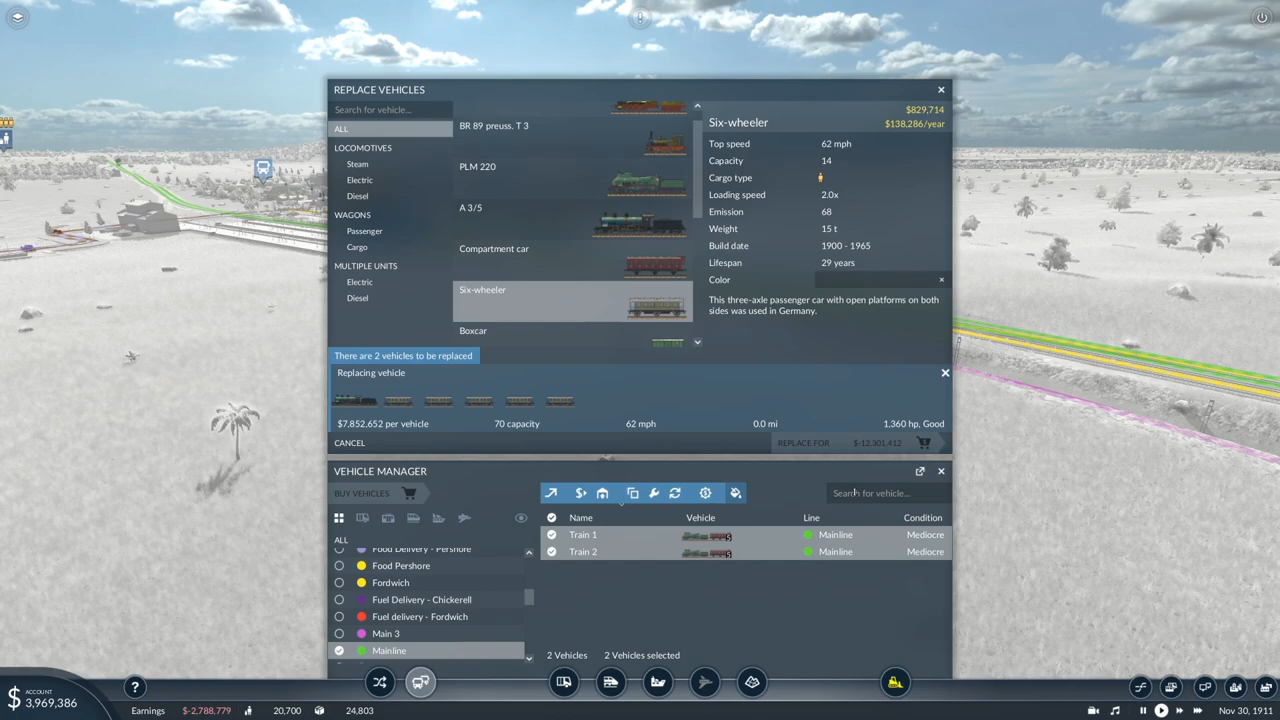 REPLACE VEHICLES
Search for vehicle...
ALL
LOCOMOTIVES
Steam
Electric
Diesel
WAGONS
Passenger
Cargo
MULTIPLE UNITS
Electric
Diesel
BR 89 preuss. T 3
PLM 220
A 3/5
Compartment car
Six-wheeler
Boxcar
$829,714
Six-wheeler
$138,286/year
Top speed 62 mph
Capacity 14
Cargo type
Loading speed 2.0x
Emission 68
Weight 15 t
Build date 1900 - 1965
Lifespan 29 years
Color
This three-axle passenger car with open platforms on both
sides was used in Germany.
There are 2 vehicles to be replaced
Replacing vehicle
$7,852,652 per vehicle 70 capacity 62 mph 0.0 mi 1,360 hp, Good
CANCEL
REPLACE FOR $-12,301,412
VEHICLE MANAGER
BUY VEHICLES
Search for vehicle...
ALL
Food Delivery - Pershore
Food Pershore
Fordwich
Fuel Delivery - Chickerell
Fuel delivery - Fordwich
Main 3
Mainline
Name Vehicle Line Condition
Train 1 5 Mainline Mediocre
Train 2 5 Mainline Mediocre
2 Vehicles 2 Vehicles selected
$ ACCOUNT
3,969,386
?
Earnings $-2,788,779 20,700 24,803
Nov 30, 1911